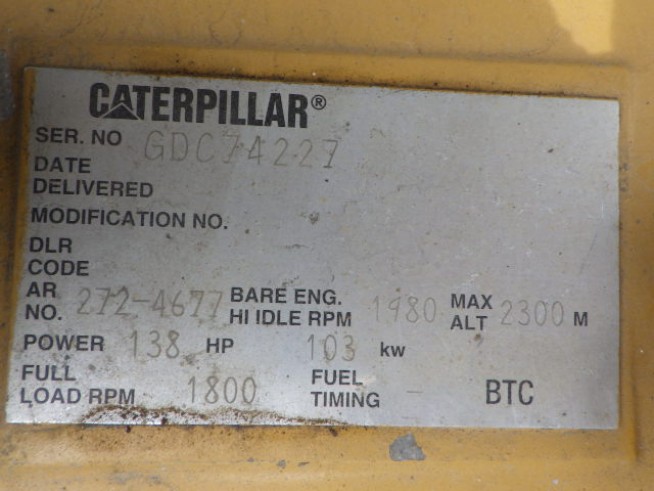 CATERPILLAR®
SER. NO GDC74227
DATE
DELIVERED
MODIFICATION NO.
DLR
CODE
AR NO. 272-4677 BARE ENG. HI IDLE RPM 1980 MAX ALT 2300 M
POWER 138 HP 103 kw
FULL LOAD RPM 1800 FUEL TIMING - BTC